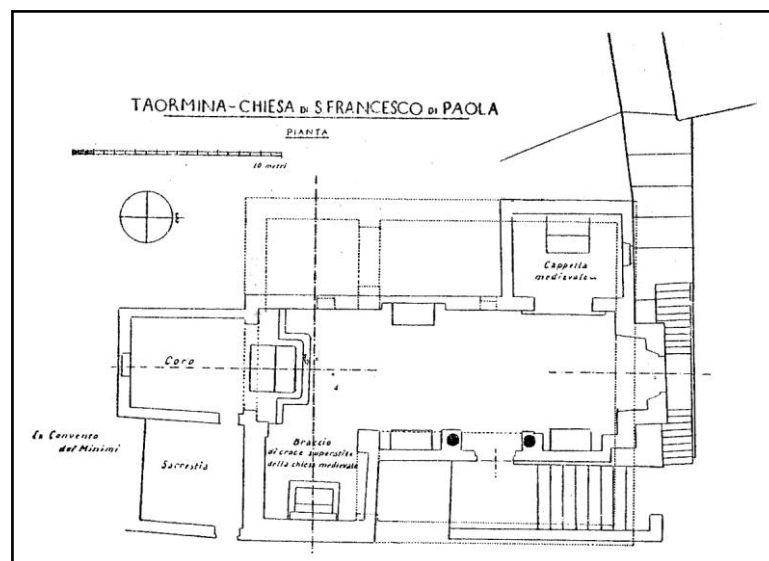 TAORMINA-CHIESA DI S.FRANCESCO DI PAOLA
PIANTA
10 metri
Cappella
medievale
Coro
Ex Convento
dei Minimi
Sacrestia
Braccio
di croce superstite
della chiesa medievale